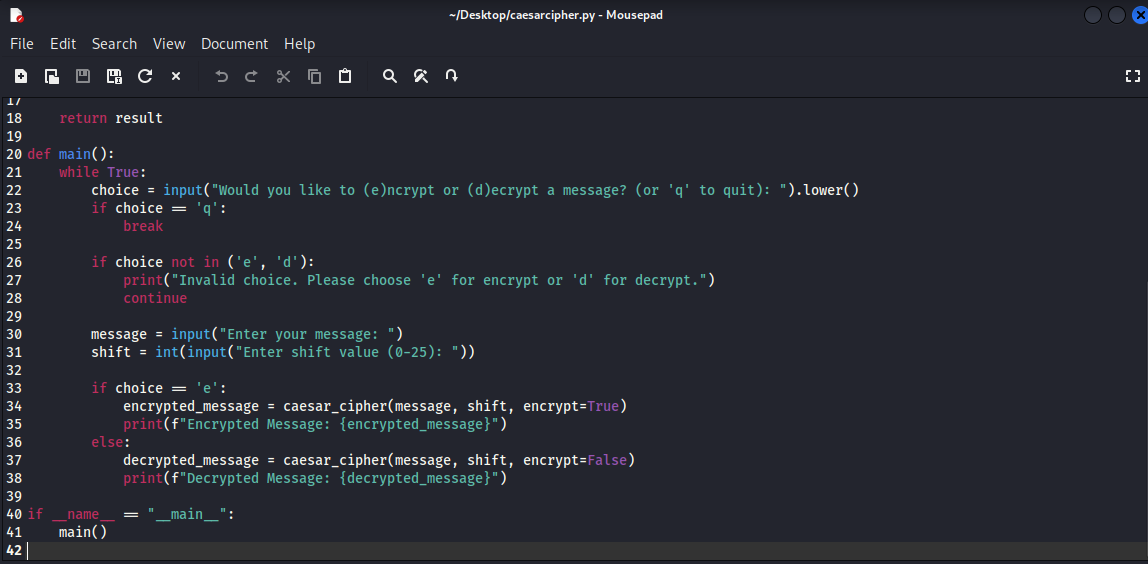 ~/Desktop/caesarcipher.py - Mousepad
File Edit Search View Document Help
17
18     return result
19
20 def main():
21     while True:
22         choice = input("Would you like to (e)ncrypt or (d)ecrypt a message? (or 'q' to quit): ").lower()
23         if choice == 'q':
24             break
25
26         if choice not in ('e', 'd'):
27             print("Invalid choice. Please choose 'e' for encrypt or 'd' for decrypt.")
28             continue
29
30         message = input("Enter your message: ")
31         shift = int(input("Enter shift value (0-25): "))
32
33         if choice == 'e':
34             encrypted_message = caesar_cipher(message, shift, encrypt=True)
35             print(f"Encrypted Message: {encrypted_message}")
36         else:
37             decrypted_message = caesar_cipher(message, shift, encrypt=False)
38             print(f"Decrypted Message: {decrypted_message}")
39
40 if __name__ == "__main__":
41     main()
42